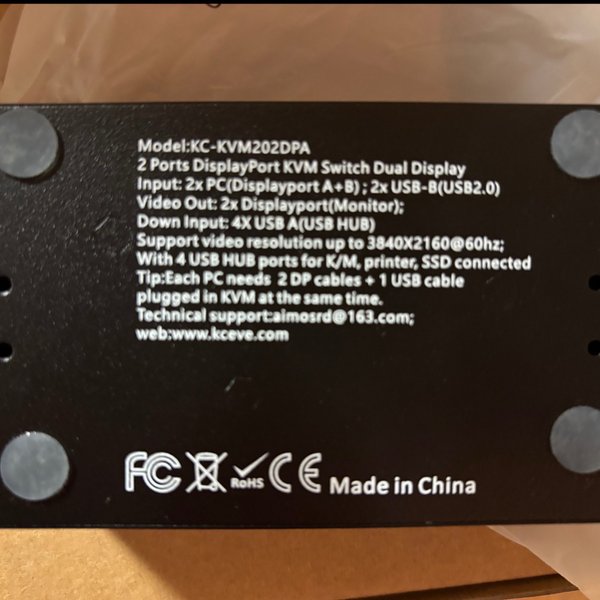 Model:KC-KVM202DPA
2 Ports DisplayPort KVM Switch Dual Display
Input: 2x PC(Displayport A+B) ; 2x USB-B(USB2.0)
Video Out: 2x Displayport(Monitor);
Down Input: 4X USB A(USB HUB)
Support video resolution up to 3840X2160@60hz;
With 4 USB HUB ports for K/M, printer, SSD connected
Tip:Each PC needs 2 DP cables + 1 USB cable
plugged in KVM at the same time.
Technical support:aimosrd@163.com;
web:www.kceve.com
FC RoHS CE Made in China